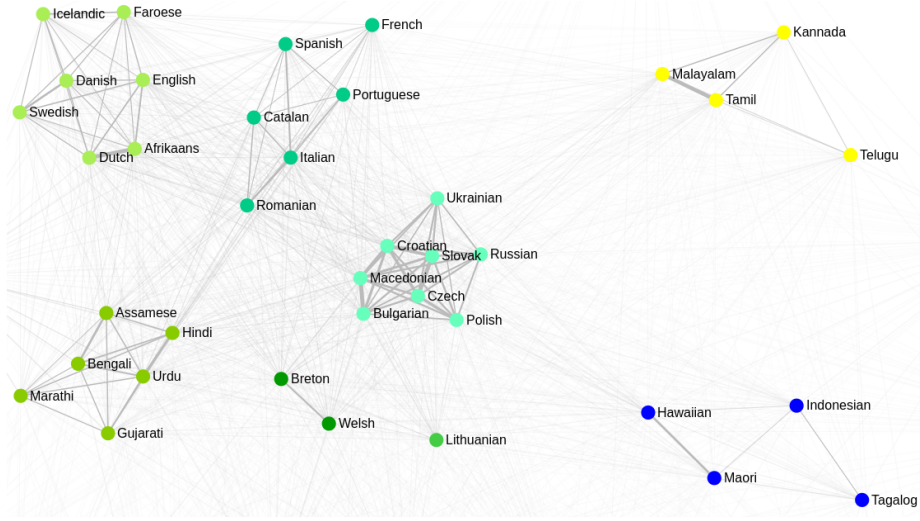 Icelandic
Faroese
French
Kannada
Spanish
Malayalam
Danish
English
Portuguese
Tamil
Swedish
Catalan
Dutch
Afrikaans
Italian
Telugu
Romanian
Ukrainian
Croatian
Slovak
Russian
Macedonian
Czech
Assamese
Bulgarian
Polish
Hindi
Bengali
Urdu
Breton
Marathi
Indonesian
Hawaiian
Gujarati
Welsh
Lithuanian
Maori
Tagalog